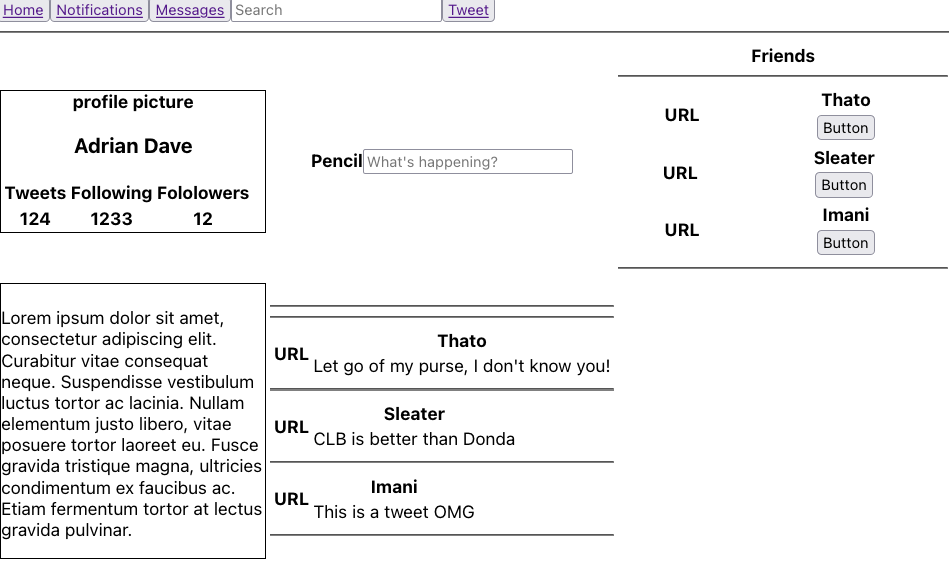 Home Notifications Messages Search Tweet
profile picture
Adrian Dave
Tweets Following Fololowers
124 1233 12
Pencil What's happening?
Friends
URL Thato
Button
URL Sleater
Button
URL Imani
Button
Lorem ipsum dolor sit amet,
consectetur adipiscing elit.
Curabitur vitae consequat
neque. Suspendisse vestibulum
luctus tortor ac lacinia. Nullam
elementum justo libero, vitae
posuere tortor laoreet eu. Fusce
gravida tristique magna, ultricies
condimentum ex faucibus ac.
Etiam fermentum tortor at lectus
gravida pulvinar.
URL Thato
Let go of my purse, I don't know you!
URL Sleater
CLB is better than Donda
URL Imani
This is a tweet OMG